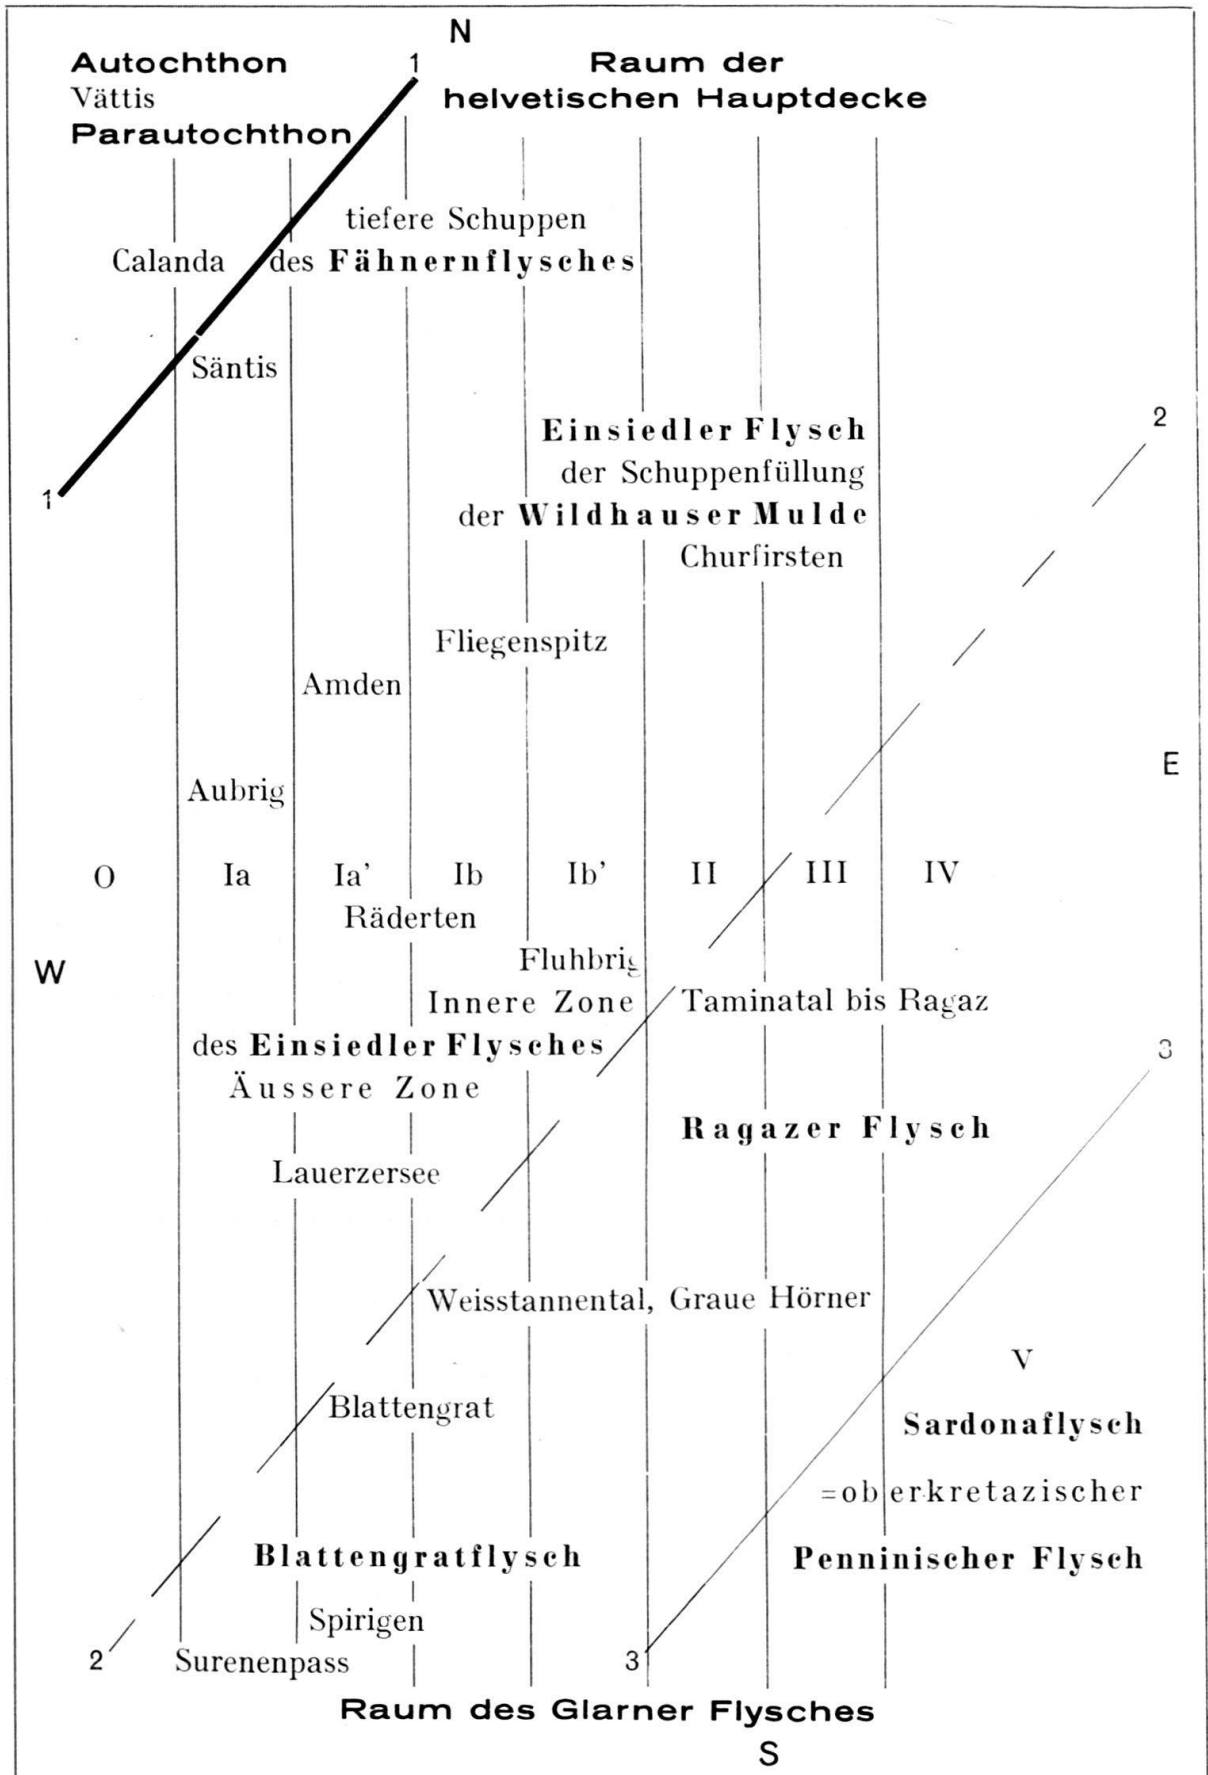 N
Autochthon
Vättis
Parautochthon
1
Raum der
helvetischen Hauptdecke
tiefere Schuppen
Calanda
des Fähnernflysches
Säntis
1
Einsiedler Flysch
der Schuppenfüllung
der Wildhauser Mulde
Churfirsten
2
Fliegenspitz
Amden
E
Aubrig
O Ia Ia' Ib Ib' II III IV
Räderten
W
Fluhbrig
Innere Zone
Taminatal bis Ragaz
des Einsiedler Flysches
3
Äussere Zone
Ragazer Flysch
Lauerzersee
Weisstannental, Graue Hörner
V
Blattengrat
Sardonaflysch
=oberkretazischer
Blattengratflysch
Penninischer Flysch
Spirigen
2
Surenenpass
3
Raum des Glarner Flysches
S